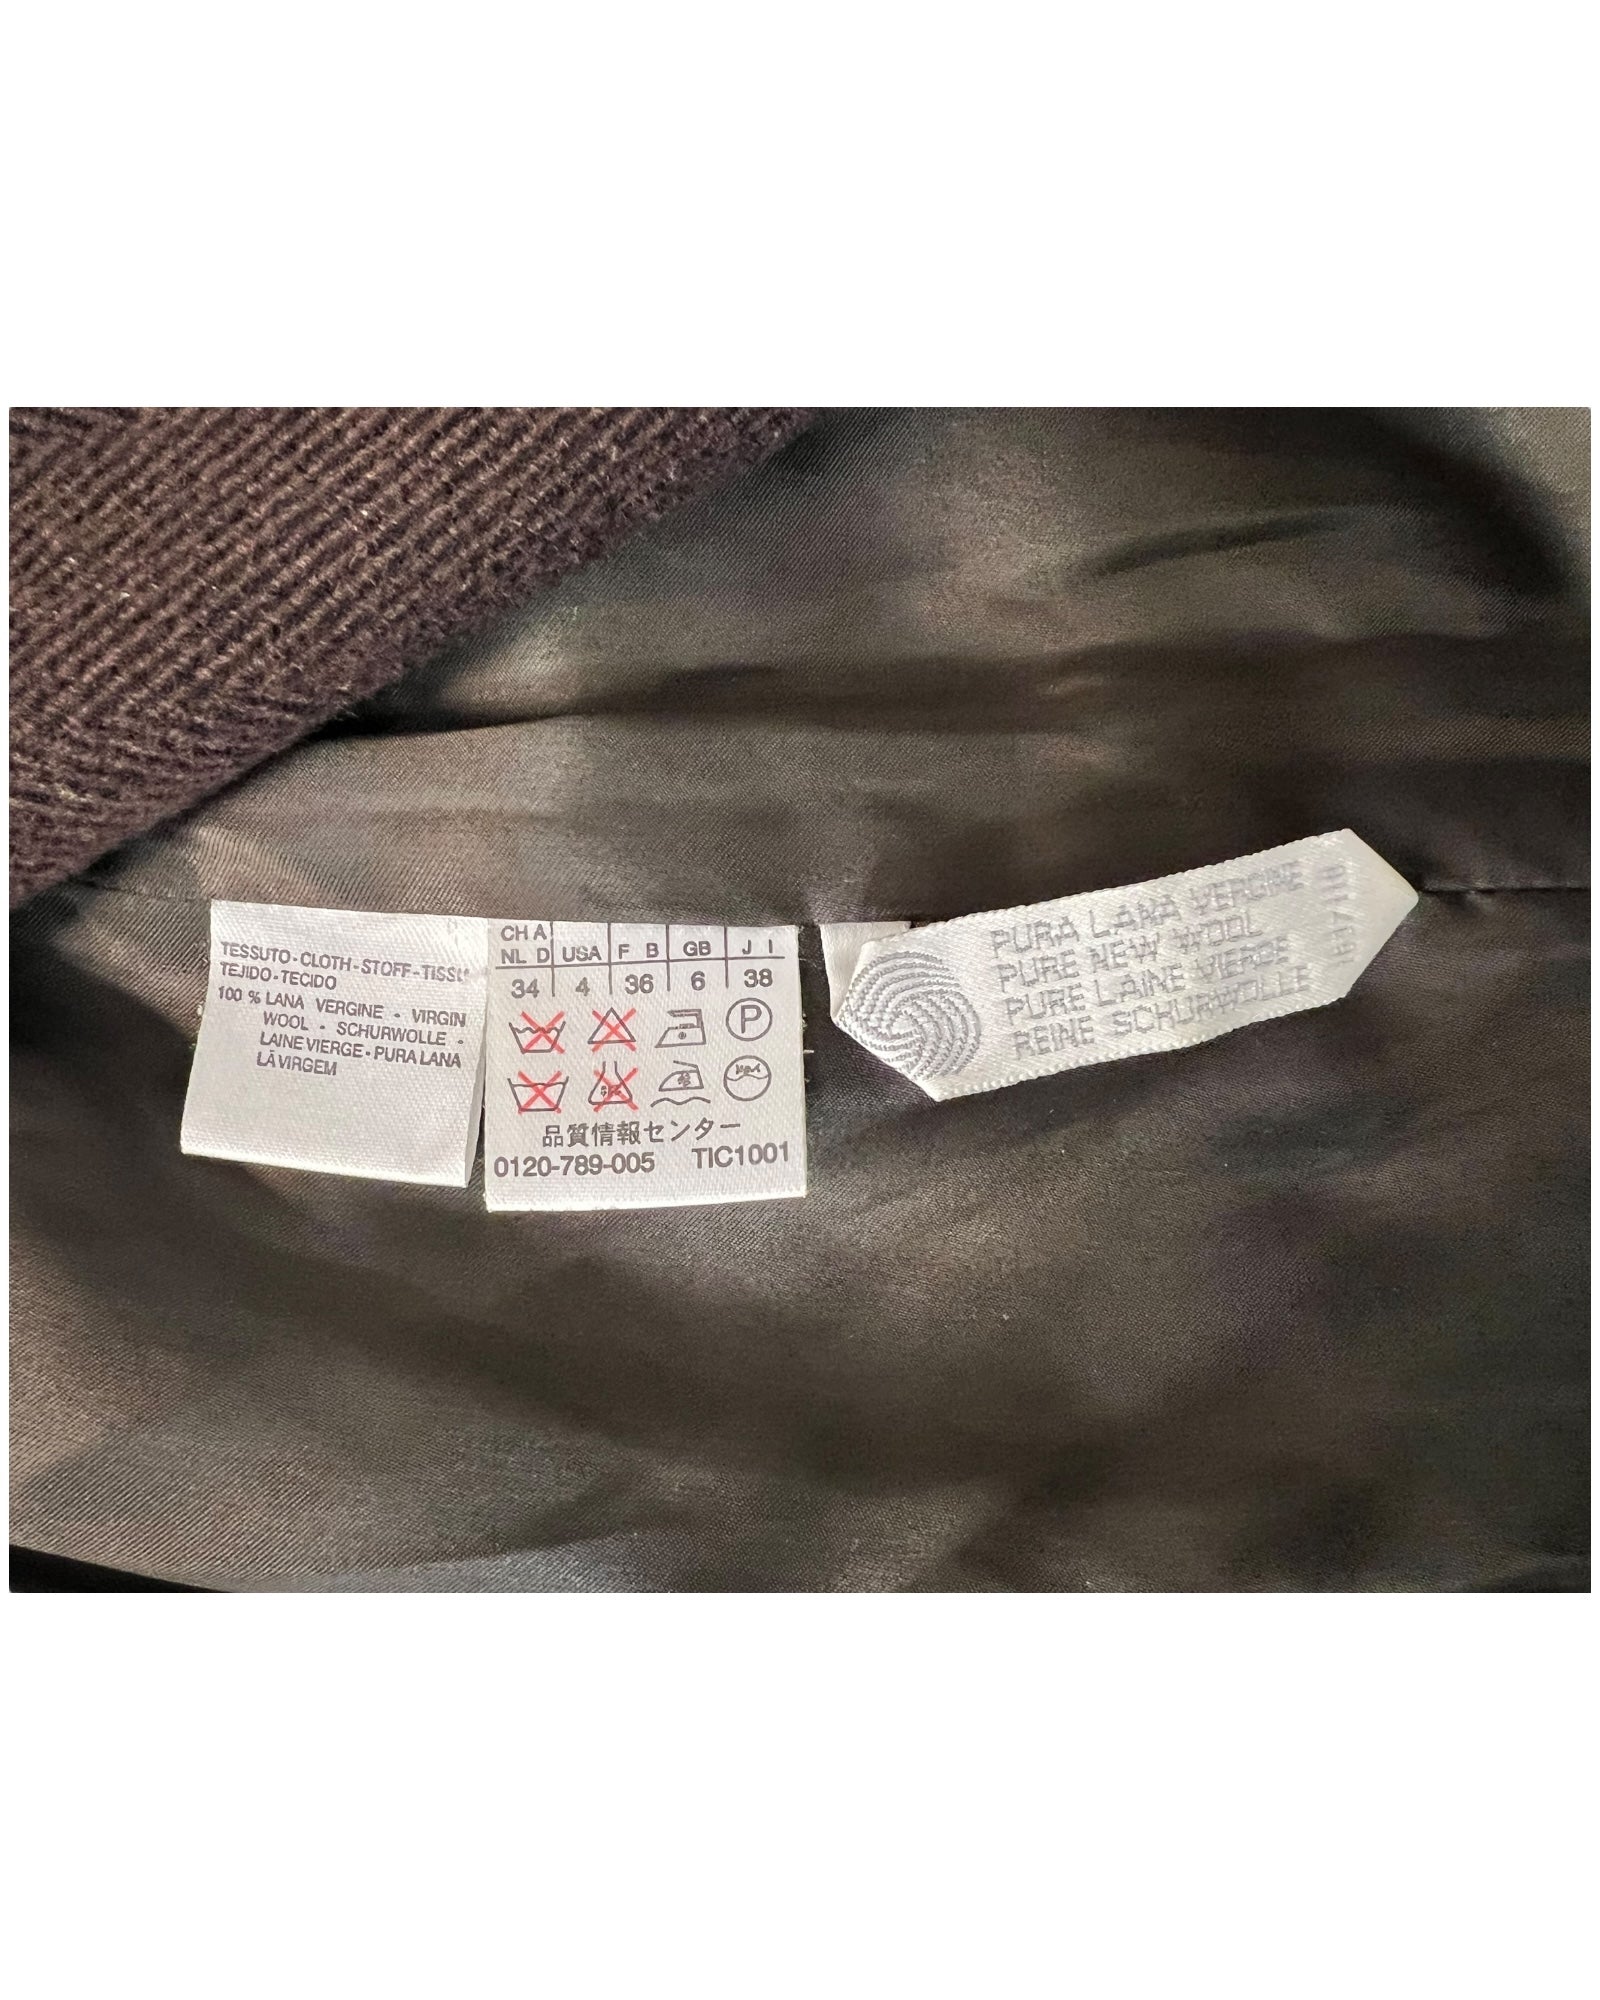 TESSUTO-CLOTH-STOFF-TISSU
TEJIDO-TECIDO
100 % LANA VERGINE - VIRGIN
WOOL - SCHURWOLLE -
LAINE VIERGE - PURA LANA
LÃ VIRGEM
CH A
NL D USA F B GB J I
34 4 36 6 38
P
品質情報センター
0120-789-005 TIC1001
PURA LANA VERGINE
PURE NEW WOOL
PURE LAINE VIERGE
REINE SCHURWOLLE